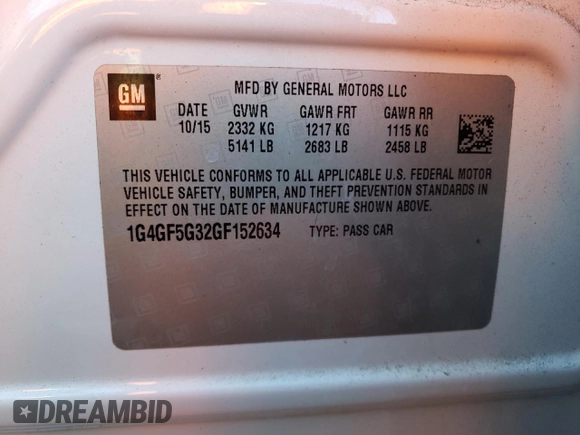 GM
®
MFD BY GENERAL MOTORS LLC
DATE GVWR GAWR FRT GAWR RR
10/15 2332 KG 1217 KG 1115 KG
5141 LB 2683 LB 2458 LB
THIS VEHICLE CONFORMS TO ALL APPLICABLE U.S. FEDERAL MOTOR
VEHICLE SAFETY, BUMPER, AND THEFT PREVENTION STANDARDS IN
EFFECT ON THE DATE OF MANUFACTURE SHOWN ABOVE.
1G4GF5G32GF152634 TYPE: PASS CAR
DREAMBID